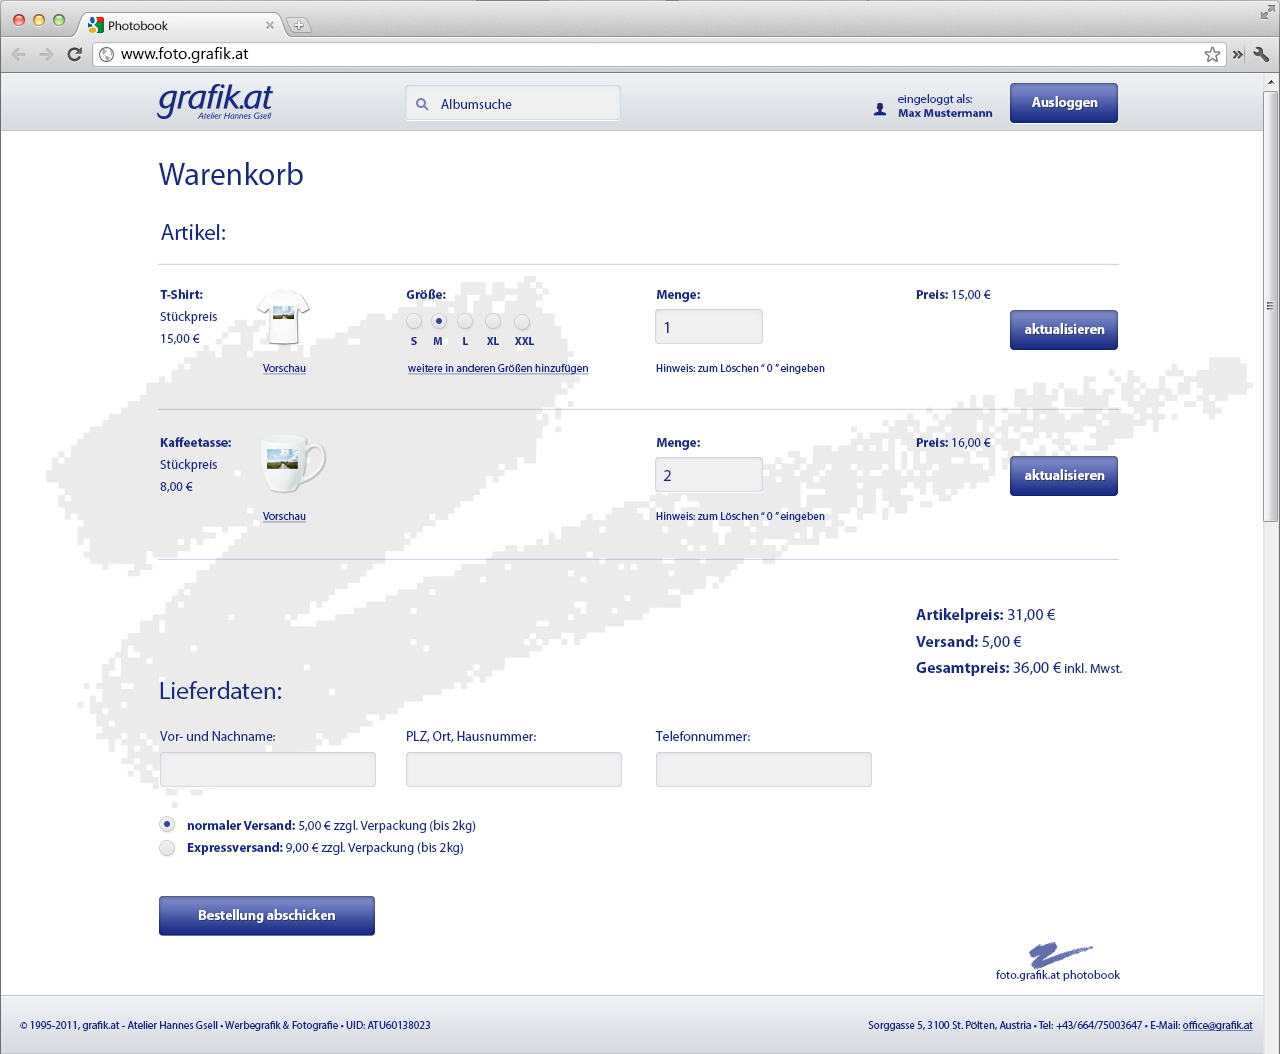 Photobook
www.foto.grafik.at
grafik.at
Atelier Hannes Gsell
Albumsuche
eingeloggt als:
Max Mustermann
Ausloggen
Warenkorb
Artikel:
T-Shirt:
Stückpreis
15,00 €
Vorschau
Größe:
S M L XL XXL
weitere in anderen Größen hinzufügen
Menge:
1
Hinweis: zum Löschen “ 0 ” eingeben
Preis: 15,00 €
aktualisieren
Kaffeetasse:
Stückpreis
8,00 €
Vorschau
Menge:
2
Hinweis: zum Löschen “ 0 ” eingeben
Preis: 16,00 €
aktualisieren
Artikelpreis: 31,00 €
Versand: 5,00 €
Gesamtpreis: 36,00 € inkl. Mwst.
Lieferdaten:
Vor- und Nachname:
PLZ, Ort, Hausnummer:
Telefonnummer:
normaler Versand: 5,00 € zzgl. Verpackung (bis 2kg)
Expressversand: 9,00 € zzgl. Verpackung (bis 2kg)
Bestellung abschicken
foto.grafik.at photobook
© 1995-2011, grafik.at - Atelier Hannes Gsell • Werbegrafik & Fotografie • UID: ATU60138023
Sorggasse 5, 3100 St. Pölten, Austria • Tel: +43/664/75003647 • E-Mail: office@grafik.at